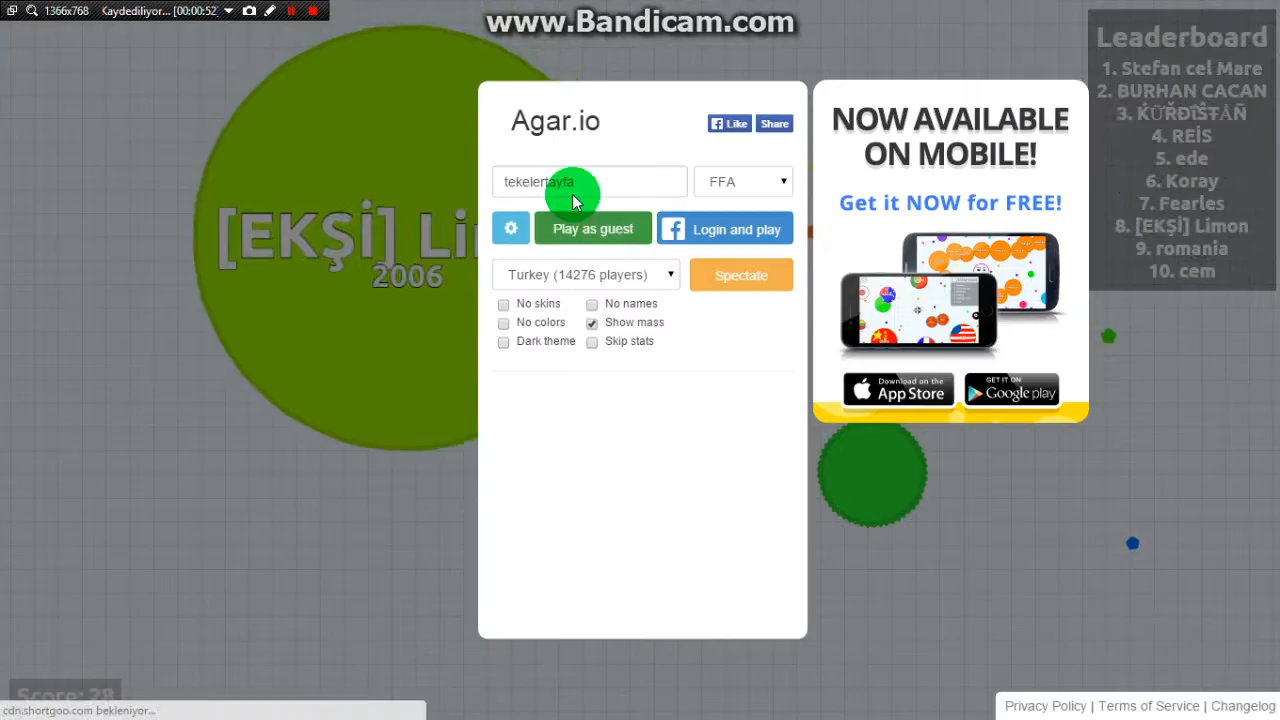 1366x768 Kaydediliyor... [00:00:52]
www.Bandicam.com
Leaderboard
1. Stefan cel Mare
2. BURHAN CACAN
4. REİS
5. ede
6. Koray
7. Fearles
8. [EKŞİ] Limon
9. romania
10. cem
Agar.io
Like
Share
tekelertayfa
FFA
Play as guest
Login and play
Turkey (14276 players)
Spectate
No skins
No names
No colors
Show mass
Dark theme
Skip stats
NOW AVAILABLE
ON MOBILE!
Get it NOW for FREE!
Download on the
App Store
GET IT ON
Google play
[EKŞİ] Li
2006
Score: 28
cdn.shortgoo.com bekleniyor...
Privacy Policy | Terms of Service | Changelog